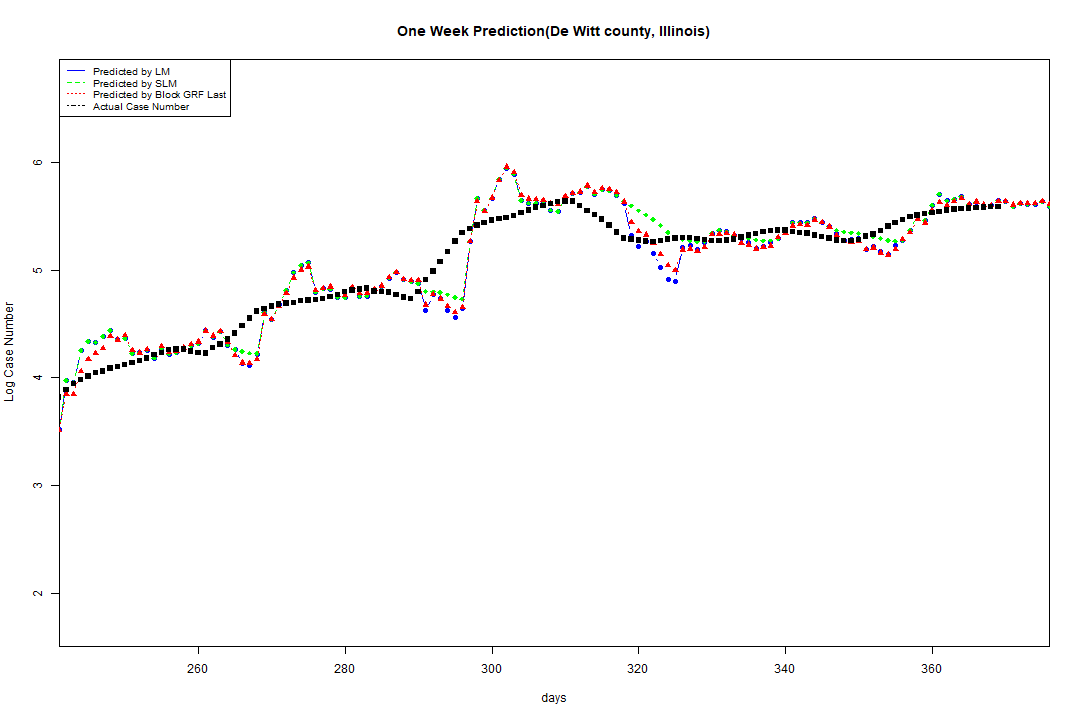 One Week Prediction(De Witt county, Illinois)
Predicted by LM
Predicted by SLM
Predicted by Block GRF Last
Actual Case Number
6
5
4
3
2
Log Case Number
260 280 300 320 340 360
days